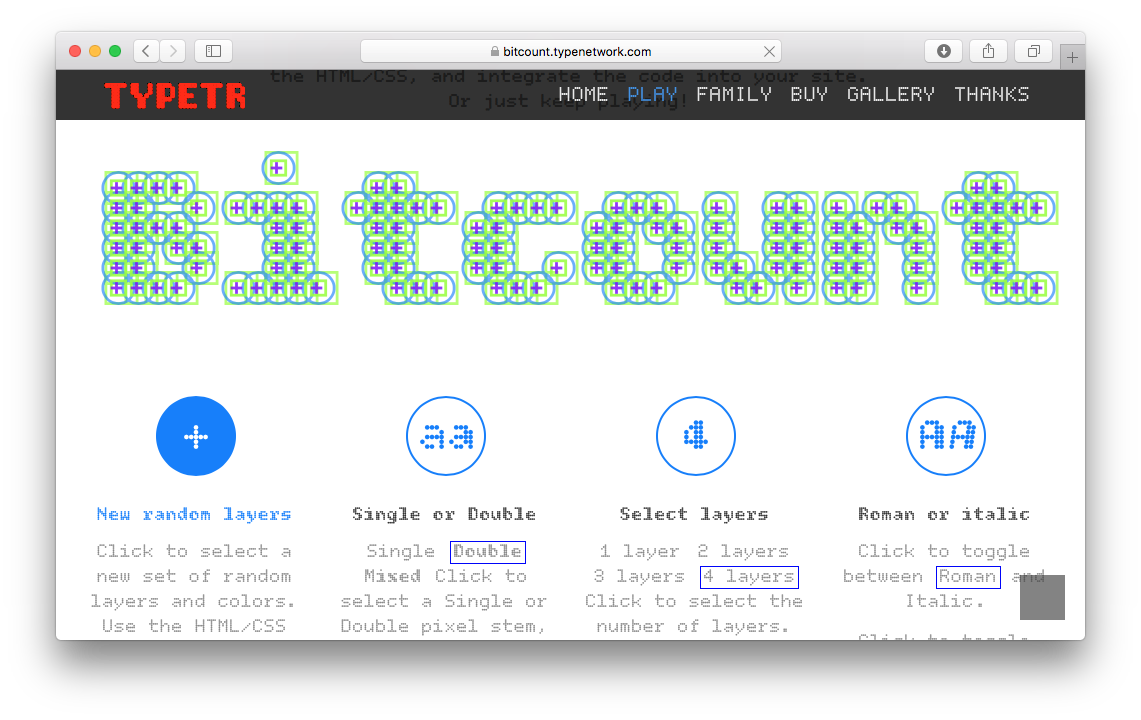 bitcount.typenetwork.com
the HTML/CSS, and integrate the code into your site.
Or just keep playing!
TYPETR
HOME PLAY FAMILY BUY GALLERY THANKS
Bitcount
+
aa
d
AA
New random layers
Click to select a
new set of random
layers and colors.
Use the HTML/CSS
Single or Double
Single Double
Mixed Click to
select a Single or
Double pixel stem,
Select layers
1 layer 2 layers
3 layers 4 layers
Click to select the
number of layers.
Roman or italic
Click to toggle
between Roman and
Italic.
Click to toggle